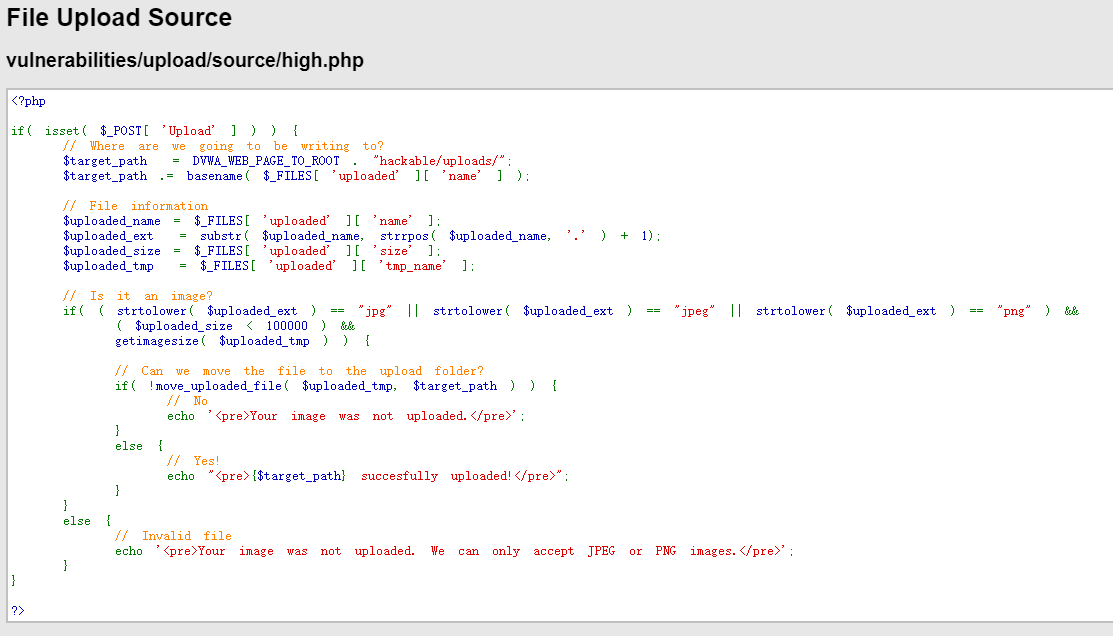 File Upload Source
vulnerabilities/upload/source/high.php
<?php
if( isset( $_POST[ 'Upload' ] ) ) {
// Where are we going to be writing to?
$target_path = DVWA_WEB_PAGE_TO_ROOT . "hackable/uploads/";
$target_path .= basename( $_FILES[ 'uploaded' ][ 'name' ] );
// File information
$uploaded_name = $_FILES[ 'uploaded' ][ 'name' ];
$uploaded_ext = substr( $uploaded_name, strrpos( $uploaded_name, '.' ) + 1);
$uploaded_size = $_FILES[ 'uploaded' ][ 'size' ];
$uploaded_tmp = $_FILES[ 'uploaded' ][ 'tmp_name' ];
// Is it an image?
if( ( strtolower( $uploaded_ext ) == "jpg" || strtolower( $uploaded_ext ) == "jpeg" || strtolower( $uploaded_ext ) == "png" ) &&
( $uploaded_size < 100000 ) &&
getimagesize( $uploaded_tmp ) ) {
// Can we move the file to the upload folder?
if( !move_uploaded_file( $uploaded_tmp, $target_path ) ) {
// No
echo '<pre>Your image was not uploaded.</pre>';
}
else {
// Yes!
echo "<pre>{$target_path} succesfully uploaded!</pre>";
}
}
else {
// Invalid file
echo '<pre>Your image was not uploaded. We can only accept JPEG or PNG images.</pre>';
}
}
?>